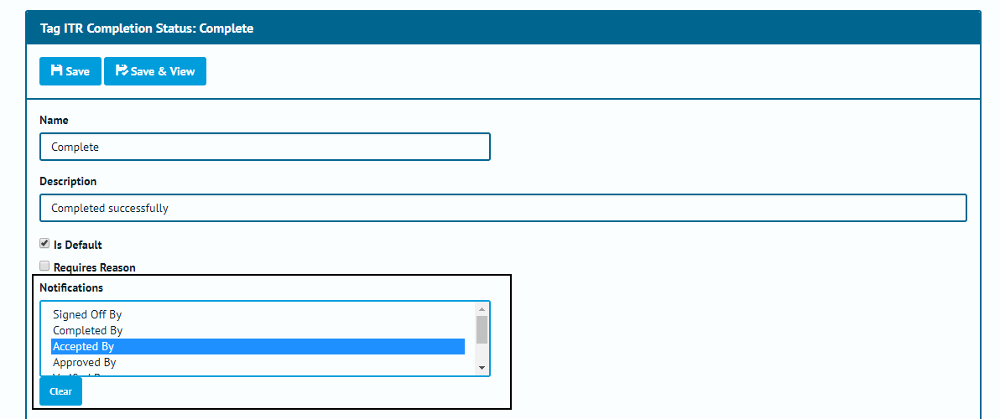 Tag ITR Completion Status: Complete
Save Save & View
Name
Complete
Description
Completed successfully
Is Default
Requires Reason
Notifications
Signed Off By
Completed By
Accepted By
Approved By
Clear